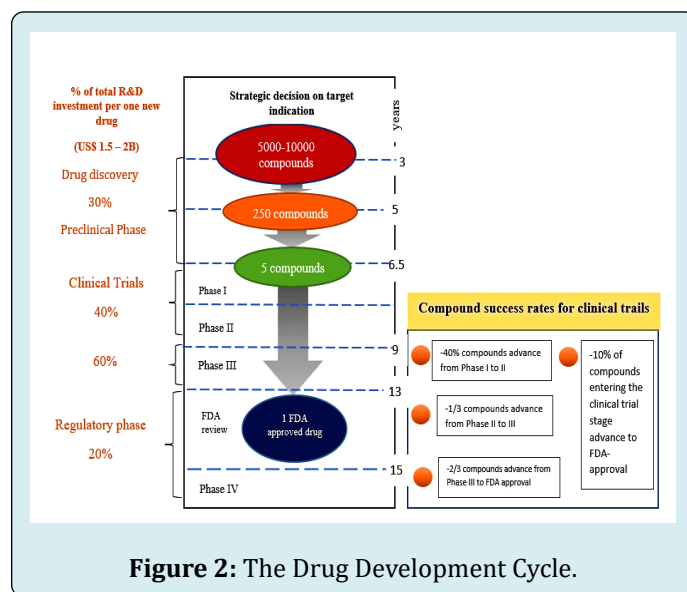 % of total R&D
investment per one new
drug
(US$ 1.5 – 2B)
Drug discovery
30%
Preclinical Phase
Clinical Trials
40%
60%
Regulatory phase
20%
Strategic decision on target
indication
years
5000-10000
compounds
3
250 compounds
5
5 compounds
6.5
Phase I
Phase II
9
Phase III
13
FDA
review
1 FDA
approved drug
15
Phase IV
Compound success rates for clinical trails
-40% compounds advance
from Phase I to II
-1/3 compounds advance
from Phase II to III
-2/3 compounds advance from
Phase III to FDA approval
-10% of
compounds
entering the
clinical trial
stage
advance to
FDA-
approval
Figure 2: The Drug Development Cycle.